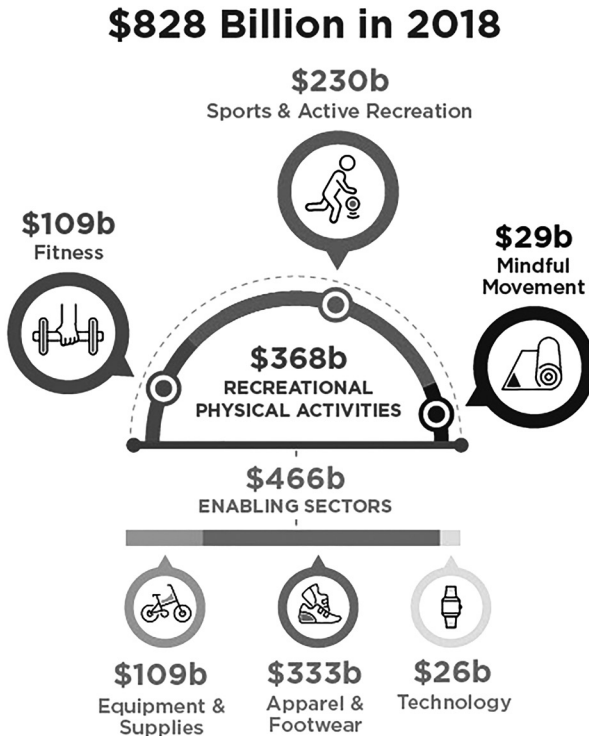 $828 Billion in 2018
$230b
Sports & Active Recreation
$109b
Fitness
$29b
Mindful
Movement
$368b
RECREATIONAL
PHYSICAL ACTIVITIES
$466b
ENABLING SECTORS
$109b
Equipment &
Supplies
$333b
Apparel &
Footwear
$26b
Technology